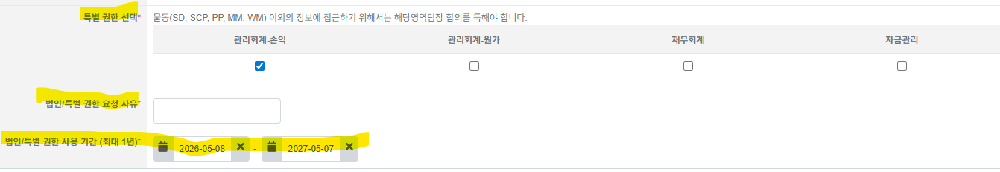 특별 권한 선택* 물동(SD, SCP, PP, MM, WM) 이외의 정보에 접근하기 위해서는 해당영역팀장 합의를 득해야 합니다.
관리회계-손익 관리회계-원가 재무회계 자금관리
법인/특별 권한 요청 사유*
법인/특별 권한 사용 기간 (최대 1년)* 2026-05-08 - 2027-05-07